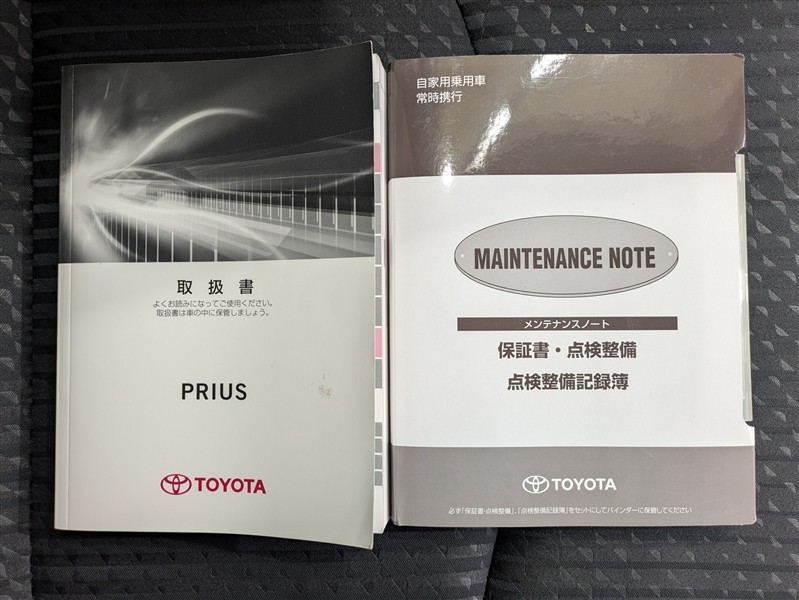 取扱書
よくお読みになってご使用ください。
取扱書は車の中に保管しましょう。
PRIUS
TOYOTA
自家用乗用車
常時携行
MAINTENANCE NOTE
メンテナンスノート
保証書・点検整備
点検整備記録簿
TOYOTA
必ず「保証書・点検整備」、「点検整備記録簿」をセットにしてバインダーに保管してください